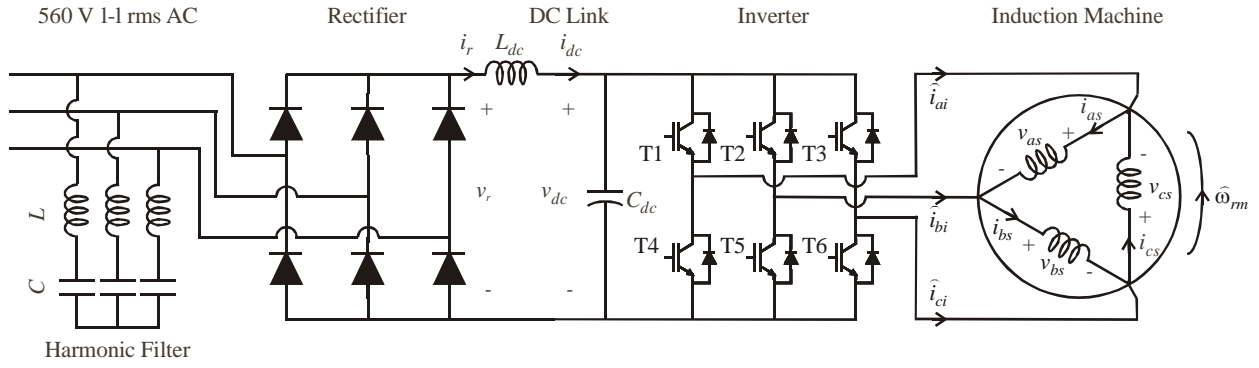 560 V l-l rms AC Rectifier DC Link Inverter Induction Machine
i_r L_dc i_dc
+ + î_ai i_as
v_as + -
T1 T2 T3
L v_r v_dc C_dc v_cs ω̂_rm
- î_bi i_bs + i_cs
T4 T5 T6 + v_bs -
C - - î_ci
Harmonic Filter